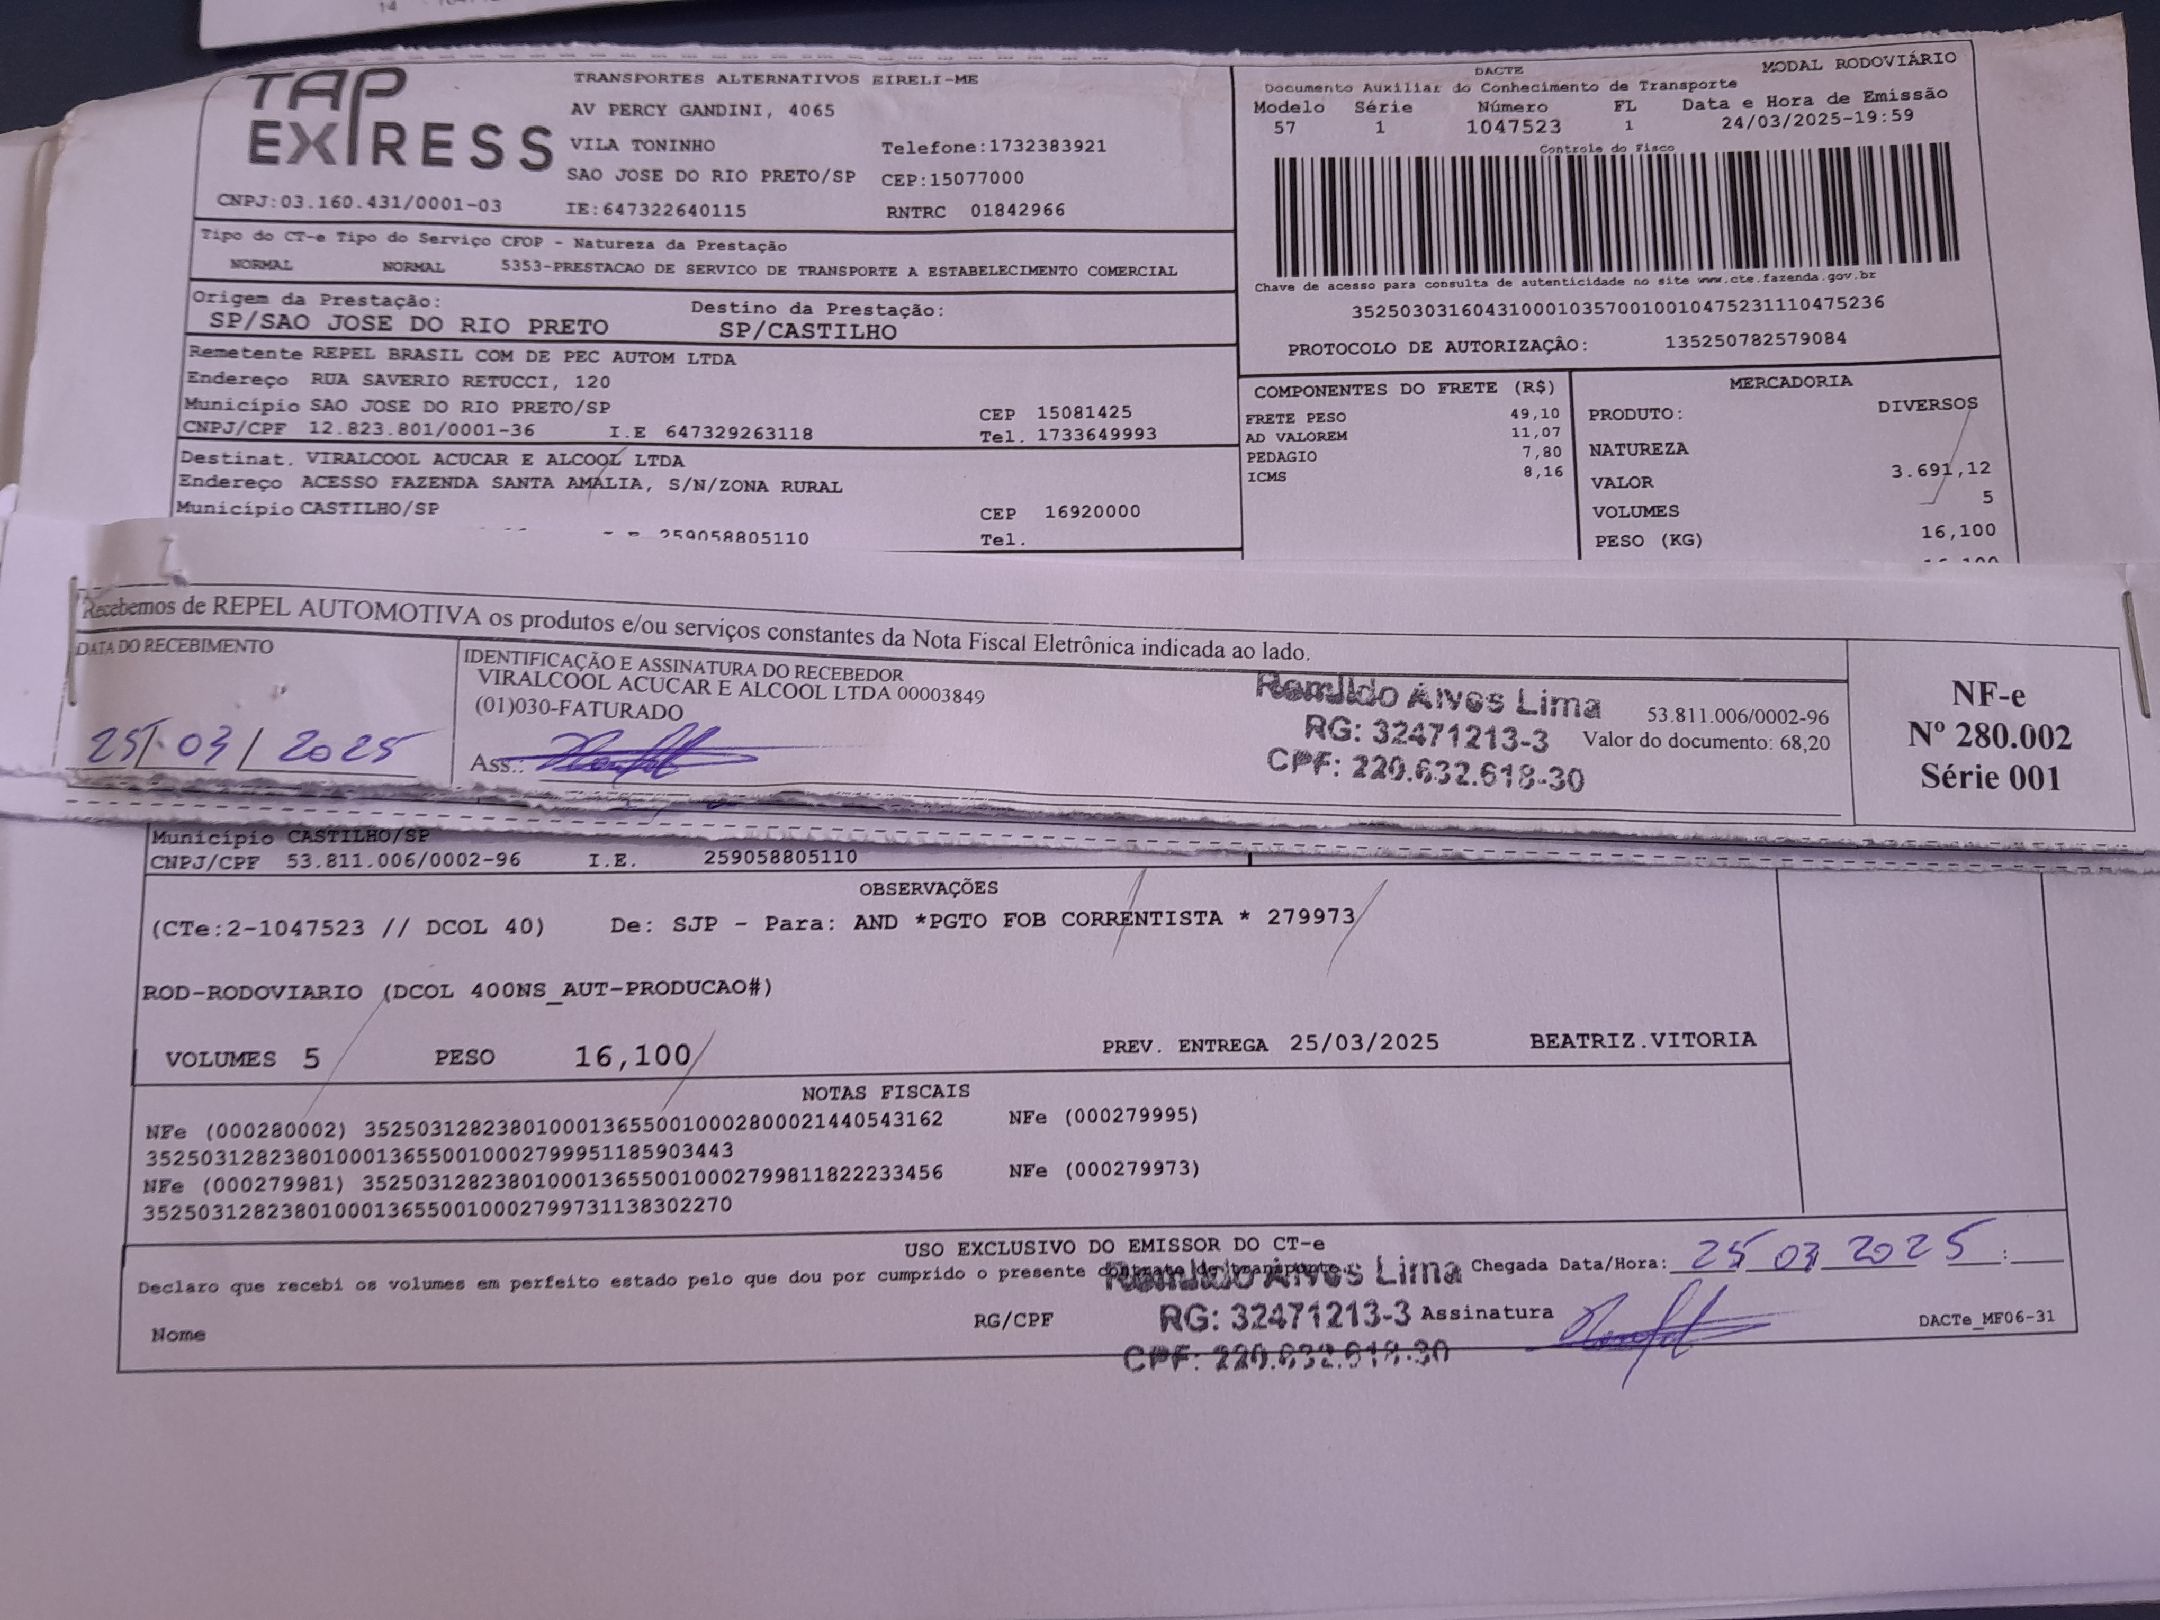 TAP EXPRESS
TRANSPORTES ALTERNATIVOS EIRELI-ME
AV PERCY GANDINI, 4065
VILA TONINHO Telefone:1732383921
SAO JOSE DO RIO PRETO/SP CEP:15077000
CNPJ:03.160.431/0001-03 IE:647322640115 RNTRC 01842966
DACTE MODAL RODOVIÁRIO
Documento Auxiliar do Conhecimento de Transporte
Modelo Série Número FL Data e Hora de Emissão
57 1 1047523 1 24/03/2025-19:59
Controle do Fisco
Chave de acesso para consulta de autenticidade no site www.cte.fazenda.gov.br
35250303160431000103570010010475231110475236
PROTOCOLO DE AUTORIZAÇÂO: 135250782579084
Tipo do CT-e Tipo do Serviço CFOP - Natureza da Prestação
NORMAL NORMAL 5353-PRESTACAO DE SERVICO DE TRANSPORTE A ESTABELECIMENTO COMERCIAL
Origem da Prestação: Destino da Prestação:
SP/SAO JOSE DO RIO PRETO SP/CASTILHO
Remetente REPEL BRASIL COM DE PEC AUTOM LTDA
Endereço RUA SAVERIO RETUCCI, 120
Município SAO JOSE DO RIO PRETO/SP CEP 15081425
CNPJ/CPF 12.823.801/0001-36 I.E 647329263118 Tel. 1733649993
Destinat. VIRALCOOL ACUCAR E ALCOOL LTDA
Endereço ACESSO FAZENDA SANTA AMALIA, S/N/ZONA RURAL
Município CASTILHO/SP CEP 16920000
259058805110 Tel.
COMPONENTES DO FRETE (R$)
FRETE PESO 49,10
AD VALOREM 11,07
PEDAGIO 7,80
ICMS 8,16
MERCADORIA
PRODUTO: DIVERSOS
NATUREZA
VALOR 3.691,12
VOLUMES 5
PESO (KG) 16,100
Recebemos de REPEL AUTOMOTIVA os produtos e/ou serviços constantes da Nota Fiscal Eletrônica indicada ao lado.
DATA DO RECEBIMENTO
25/03/2025
IDENTIFICAÇÃO E ASSINATURA DO RECEBEDOR
VIRALCOOL ACUCAR E ALCOOL LTDA 00003849
(01)030-FATURADO
Ass.:
Romildo Alves Lima
RG: 32471213-3
CPF: 220.632.618-30
53.811.006/0002-96
Valor do documento: 68,20
NF-e
Nº 280.002
Série 001
Município CASTILHO/SP
CNPJ/CPF 53.811.006/0002-96 I.E. 259058805110
OBSERVAÇÕES
(CTe:2-1047523 // DCOL 40) De: SJP - Para: AND *PGTO FOB CORRENTISTA * 279973
ROD-RODOVIARIO (DCOL 400NS_AUT-PRODUCAO#)
VOLUMES 5 PESO 16,100 PREV. ENTREGA 25/03/2025 BEATRIZ.VITORIA
NOTAS FISCAIS
NFe (000280002) 35250312823801000136550010002800021440543162 NFe (000279995)
35250312823801000136550010002799951185903443
NFe (000279981) 35250312823801000136550010002799811822233456 NFe (000279973)
35250312823801000136550010002799731138302270
USO EXCLUSIVO DO EMISSOR DO CT-e
Declaro que recebi os volumes em perfeito estado pelo que dou por cumprido o presente contrato de transporte. Chegada Data/Hora: 25 03 2025 :
Romildo Alves Lima
Nome RG/CPF RG: 32471213-3 Assinatura DACTe_MF06-31
CPF: 220.632.618-30